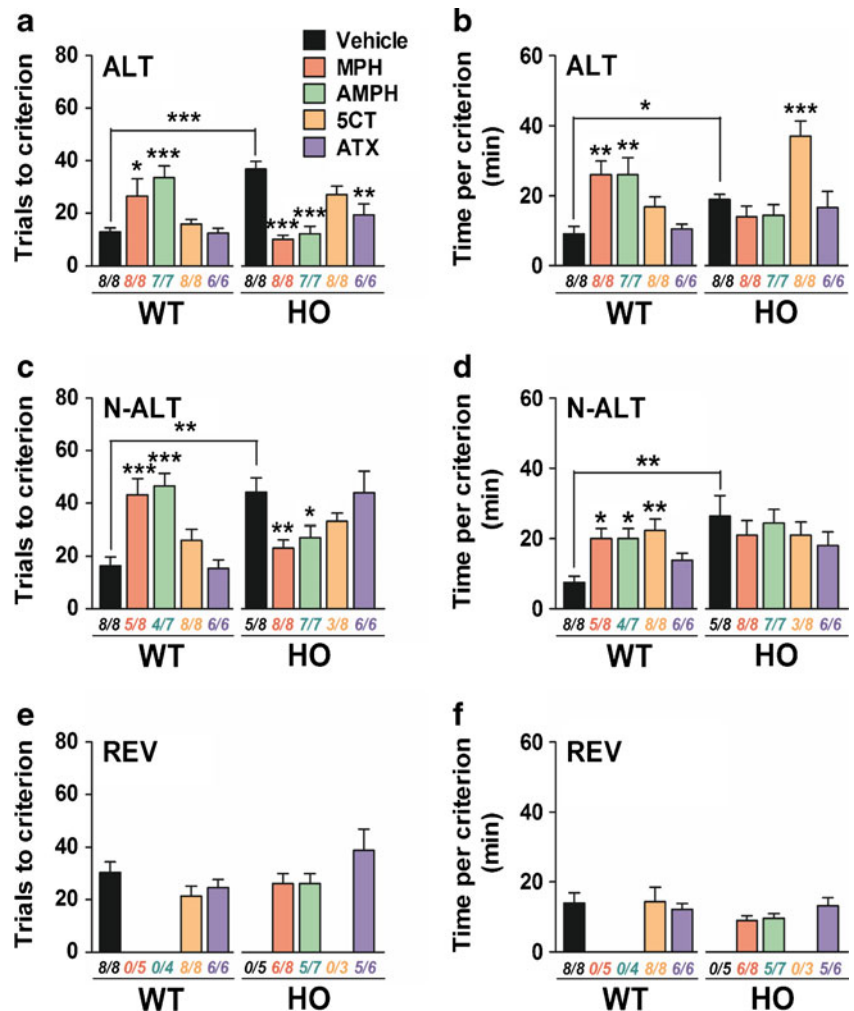 a
ALT
Vehicle
MPH
AMPH
5CT
ATX
Trials to criterion
80
60
40
20
0
***
* ***
*** *** **
8/8 8/8 7/7 8/8 6/6 8/8 8/8 7/7 8/8 6/6
WT HO
b
ALT
Time per criterion
(min)
60
40
20
0
*
** **
***
8/8 8/8 7/7 8/8 6/6 8/8 8/8 7/7 8/8 6/6
WT HO
c
N-ALT
Trials to criterion
80
60
40
20
0
**
*** ***
** *
8/8 5/8 4/7 8/8 6/6 5/8 8/8 7/7 3/8 6/6
WT HO
d
N-ALT
Time per criterion
(min)
60
40
20
0
**
* * **
8/8 5/8 4/7 8/8 6/6 5/8 8/8 7/7 3/8 6/6
WT HO
e
REV
Trials to criterion
80
60
40
20
0
8/8 0/5 0/4 8/8 6/6 0/5 6/8 5/7 0/3 5/6
WT HO
f
REV
Time per criterion
(min)
60
40
20
0
8/8 0/5 0/4 8/8 6/6 0/5 6/8 5/7 0/3 5/6
WT HO